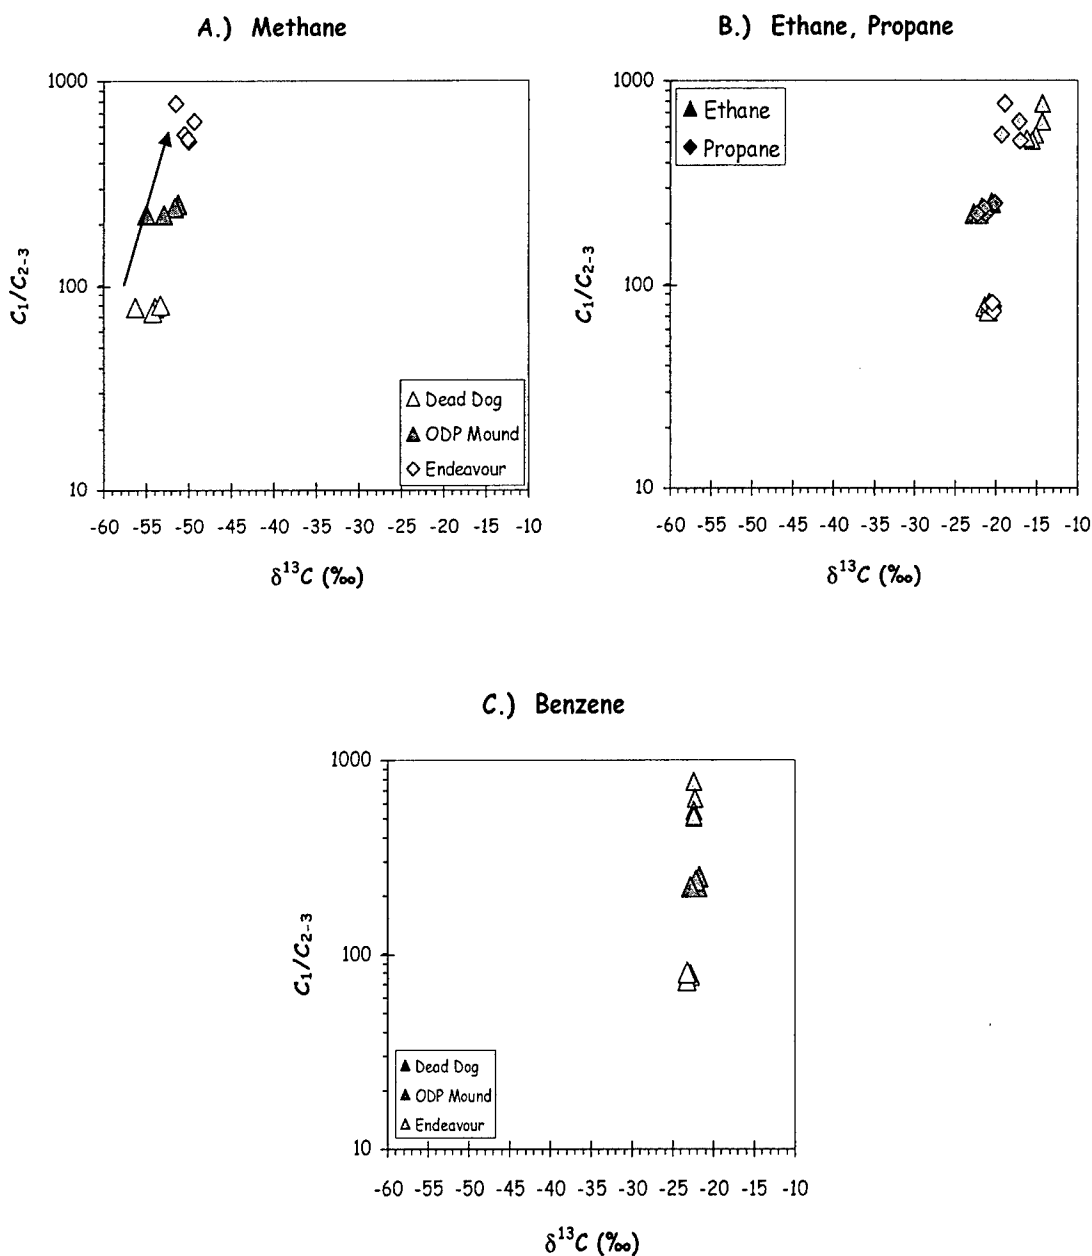 A.) Methane
1000
100
10
C₁/C₂₋₃
-60 -55 -50 -45 -40 -35 -30 -25 -20 -15 -10
δ¹³C (‰)
Dead Dog
ODP Mound
Endeavour
B.) Ethane, Propane
1000
100
10
C₁/C₂₋₃
Ethane
Propane
-60 -55 -50 -45 -40 -35 -30 -25 -20 -15 -10
δ¹³C (‰)
C.) Benzene
1000
100
10
C₁/C₂₋₃
Dead Dog
ODP Mound
Endeavour
-60 -55 -50 -45 -40 -35 -30 -25 -20 -15 -10
δ¹³C (‰)